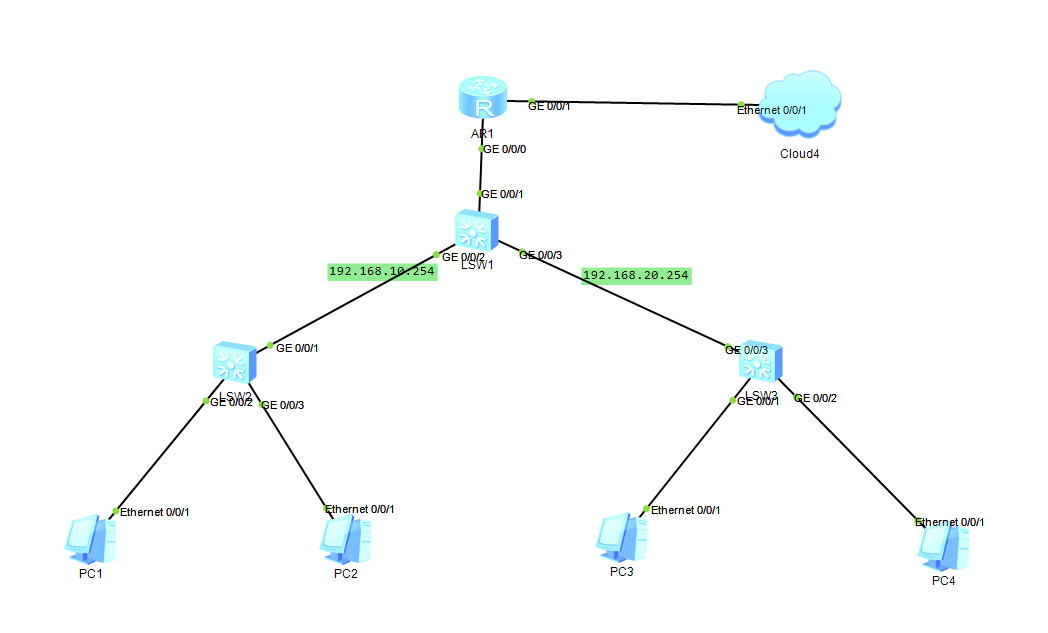 GE 0/0/1
Ethernet 0/0/1
AR1
Cloud4
GE 0/0/0
GE 0/0/1
GE 0/0/2
LSW1
GE 0/0/3
192.168.10.254
192.168.20.254
GE 0/0/1
GE 0/0/3
LSW2
GE 0/0/2
GE 0/0/3
LSW3
GE 0/0/1
GE 0/0/2
Ethernet 0/0/1
Ethernet 0/0/1
Ethernet 0/0/1
Ethernet 0/0/1
PC1
PC2
PC3
PC4